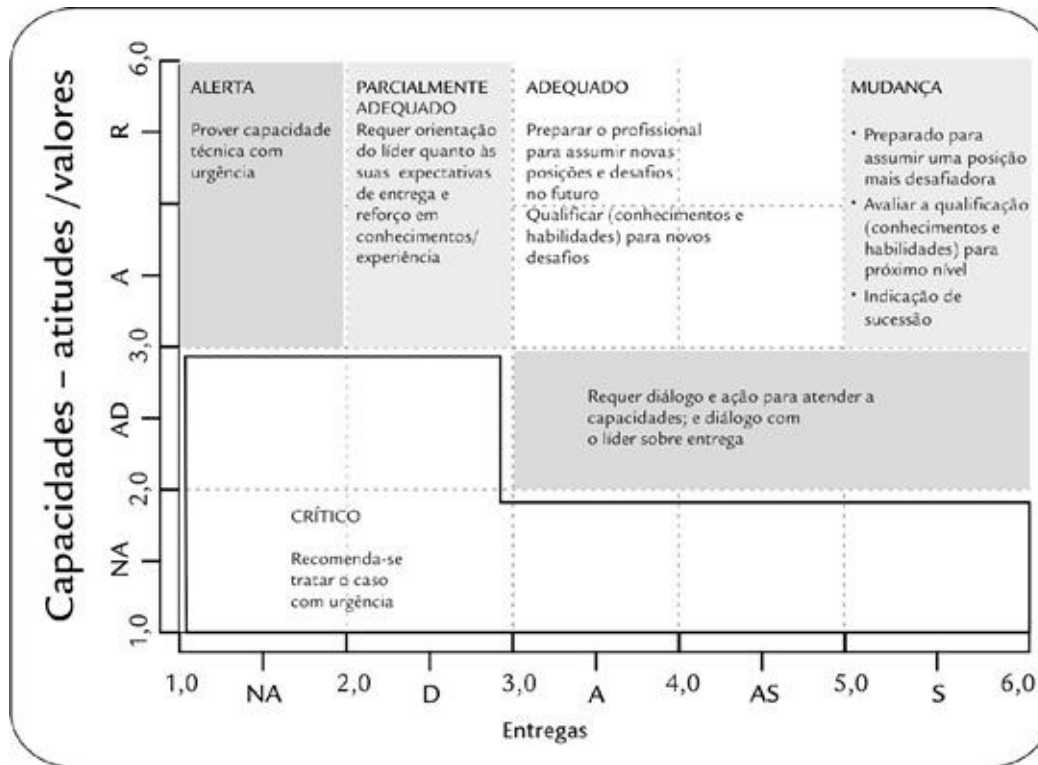 Capacidades – atitudes /valores
6,0
R
A
3,0
AD
2,0
NA
1,0
ALERTA
Prover capacidade
técnica com
urgência
PARCIALMENTE
ADEQUADO
Requer orientação
do líder quanto às
suas expectativas
de entrega e
reforço em
conhecimentos/
experiência
ADEQUADO
Preparar o profissional
para assumir novas
posições e desafios
no futuro
Qualificar (conhecimentos e
habilidades) para novos
desafios
MUDANÇA
• Preparado para
assumir uma posição
mais desafiadora
• Avaliar a qualificação
(conhecimentos e
habilidades) para
próximo nível
• Indicação de
sucessão
Requer diálogo e ação para atender a
capacidades; e diálogo com
o líder sobre entrega
CRÍTICO
Recomenda-se
tratar o caso
com urgência
1,0 NA 2,0 D 3,0 A 4,0 AS 5,0 S 6,0
Entregas